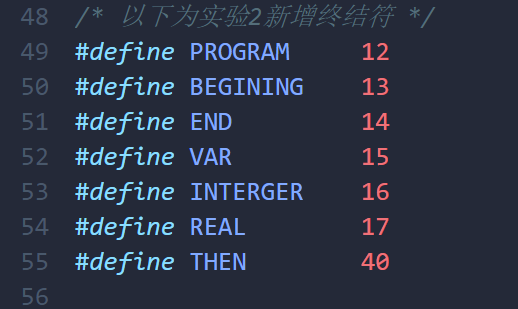 48 /* 以下为实验2新增终结符 */
49 #define PROGRAM 12
50 #define BEGINING 13
51 #define END 14
52 #define VAR 15
53 #define INTERGER 16
54 #define REAL 17
55 #define THEN 40
56